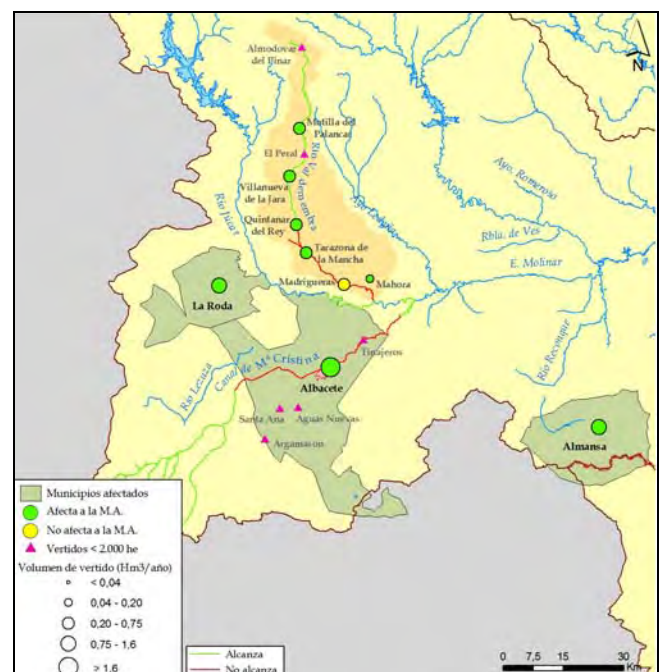 N
Almodovar
del Pinar
Motilla del
Palancar
El Peral
Río Valdemembra
Villanueva
de la Jara
Quintanar
del Rey
Río Júcar
Tarazona de
la Mancha
Madrigueras
Mahora
Ayo. Romeroso
Rbla. de Ves
E. Molinar
La Roda
Río Reconque
Tinajeros
Canal de Mª Cristina
Río Lezuza
Albacete
Santa Ana
Aguas Nuevas
Argamasón
Almansa
Municipios afectados
Afecta a la M.A.
No afecta a la M.A.
Vertidos < 2.000 he
Volumen de vertido (Hm3/año)
< 0,04
0,04 - 0,20
0,20 - 0,75
0,75 - 1,6
> 1,6
Alcanza
No alcanza
0 7,5 15 30
Km